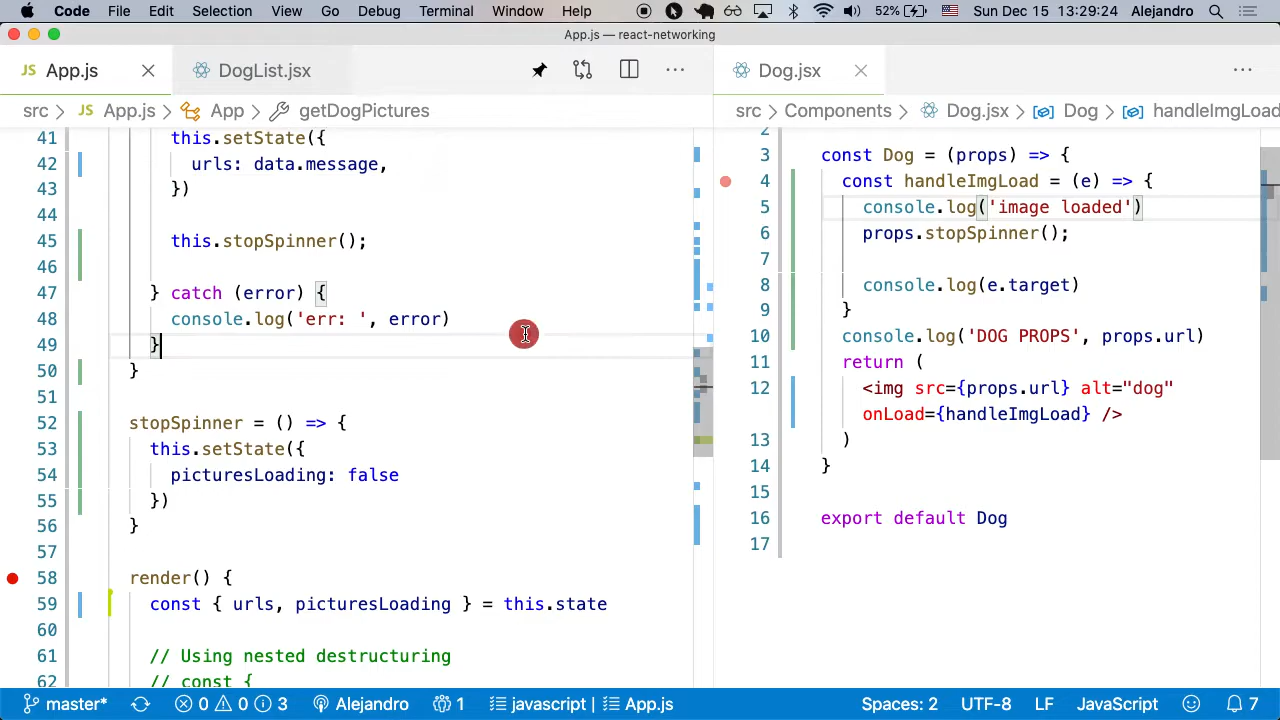 Code File Edit Selection View Go Debug Terminal Window Help 52% Sun Dec 15 13:29:24 Alejandro
App.js — react-networking
JS App.js DogList.jsx
src App.js App getDogPictures
41 this.setState({
42 urls: data.message,
43 })
44
45 this.stopSpinner();
46
47 } catch (error) {
48 console.log('err: ', error)
49 }
50 }
51
52 stopSpinner = () => {
53 this.setState({
54 picturesLoading: false
55 })
56 }
57
58 render() {
59 const { urls, picturesLoading } = this.state
60
61 // Using nested destructuring
62 // const {
Dog.jsx
src Components Dog.jsx Dog handleImgLoad
2
3 const Dog = (props) => {
4 const handleImgLoad = (e) => {
5 console.log('image loaded')
6 props.stopSpinner();
7
8 console.log(e.target)
9 }
10 console.log('DOG PROPS', props.url)
11 return (
12 <img src={props.url} alt="dog"
onLoad={handleImgLoad} />
13 )
14 }
15
16 export default Dog
17
master* 0 0 3 Alejandro 1 javascript | App.js Spaces: 2 UTF-8 LF JavaScript 7